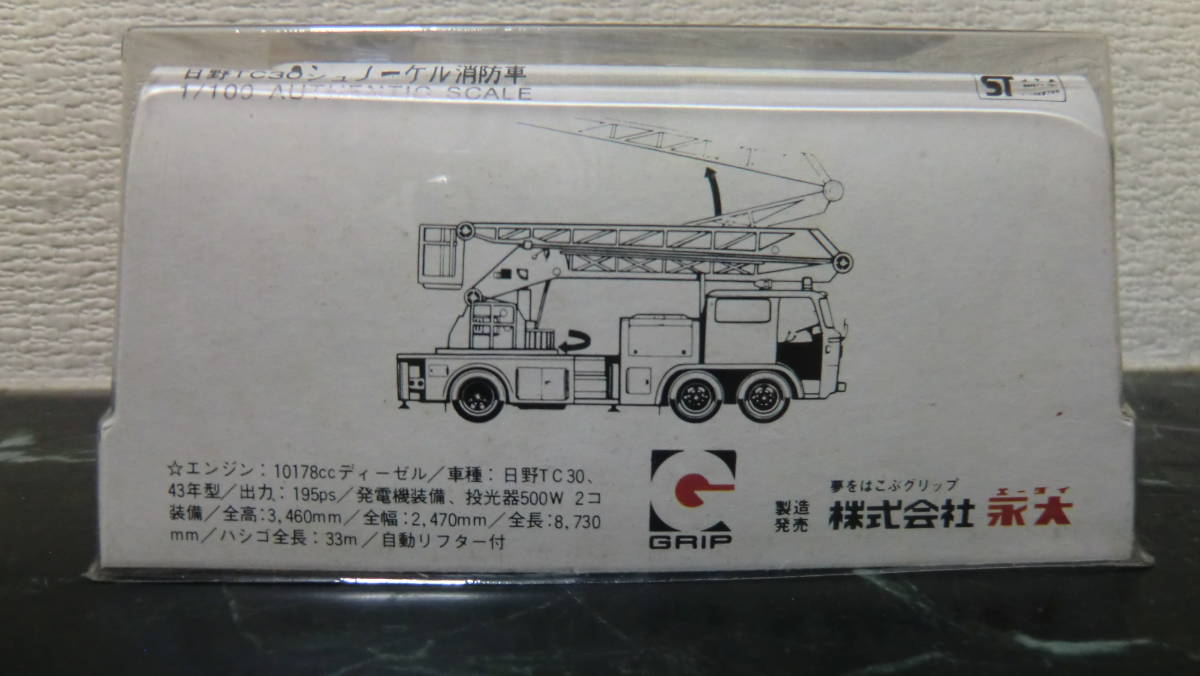 日野TC30シュノーケル消防車
1/100 AUTHENTIC SCALE
ST
☆エンジン:10178ccディーゼル/車種:日野TC30、
43年型/出力:195ps/発電機装備、投光器500W 2コ
装備/全高:3,460mm/全幅:2,470mm/全長:8,730
mm/ハシゴ全長:33m/自動リフター付
GRIP
製造
発売
夢をはこぶグリップ
エーダイ
株式会社 永大